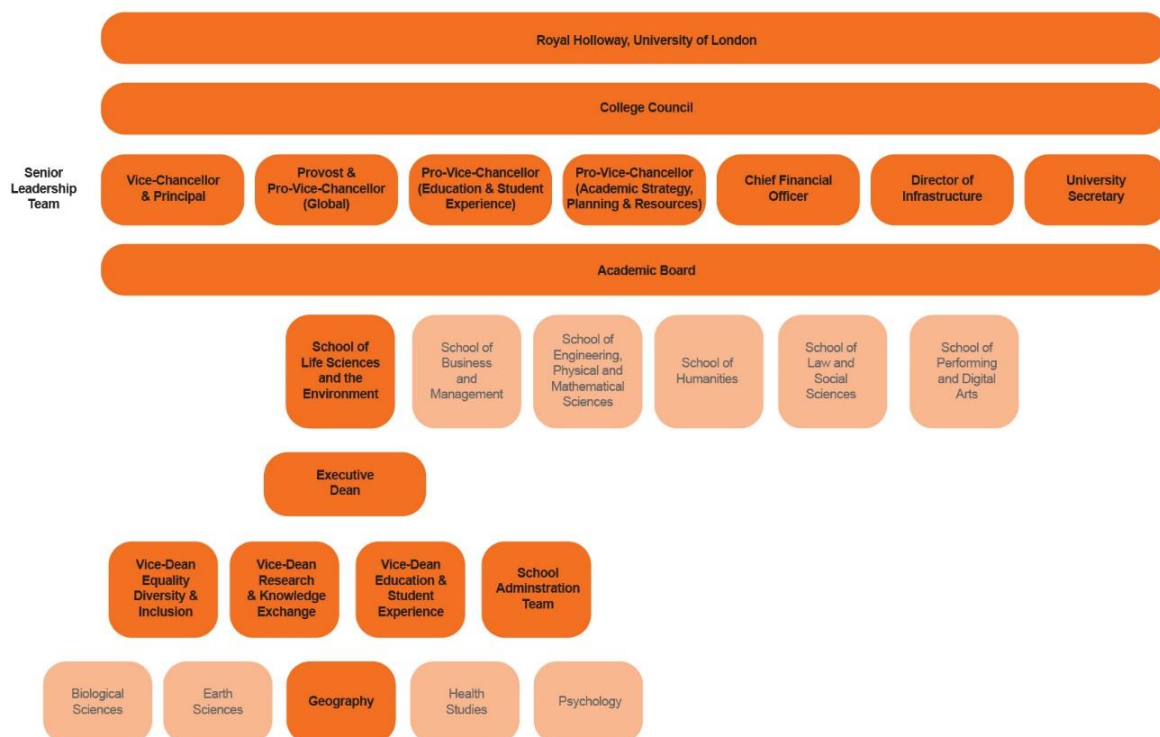 Royal Holloway, University of London
College Council
Senior
Leadership
Team
Vice-Chancellor
& Principal
Provost &
Pro-Vice-Chancellor
(Global)
Pro-Vice-Chancellor
(Education & Student
Experience)
Pro-Vice-Chancellor
(Academic Strategy,
Planning & Resources)
Chief Financial
Officer
Director of
Infrastructure
University
Secretary
Academic Board
School of
Life Sciences
and the
Environment
School of
Business
and
Management
School of
Engineering,
Physical and
Mathematical
Sciences
School of
Humanities
School of
Law and
Social
Sciences
School of
Performing
and Digital
Arts
Executive
Dean
Vice-Dean
Equality
Diversity &
Inclusion
Vice-Dean
Research
& Knowledge
Exchange
Vice-Dean
Education &
Student
Experience
School
Adminstration
Team
Biological
Sciences
Earth
Sciences
Geography
Health
Studies
Psychology